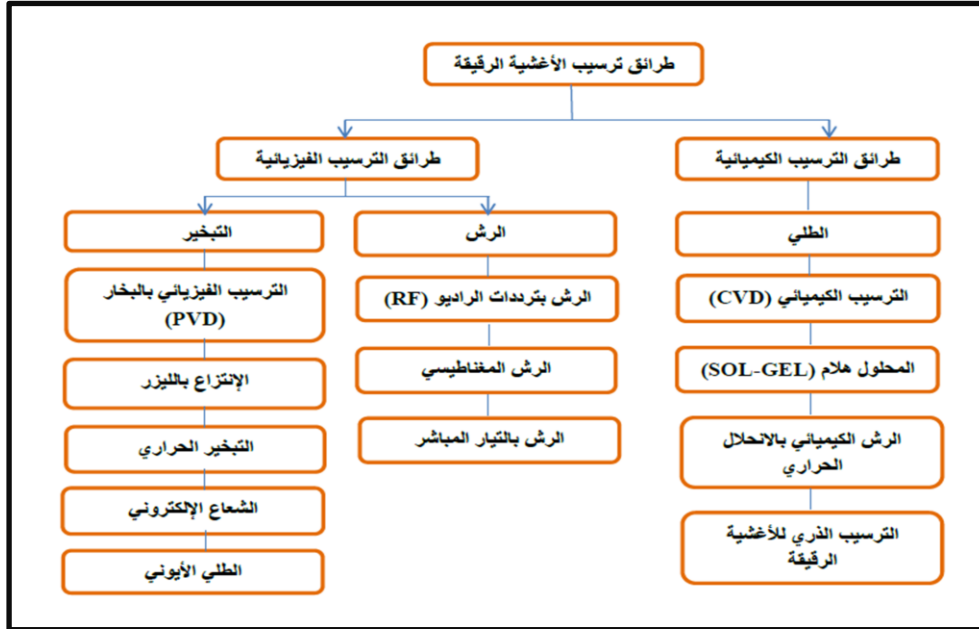 طرائق ترسيب الأغشية الرقيقة
طرائق الترسيب الكيميائية
الطلي
الترسيب الكيميائي (CVD)
المحلول هلام (SOL-GEL)
الرش الكيميائي بالانحلال
الحراري
الترسيب الذري للأغشية
الرقيقة
طرائق الترسيب الفيزيائية
الرش
الرش بترددات الراديو (RF)
الرش المغناطيسي
الرش بالتيار المباشر
التبخير
الترسيب الفيزيائي بالبخار
(PVD)
الإنتزاع بالليزر
التبخير الحراري
الشعاع الإلكتروني
الطلي الأيوني